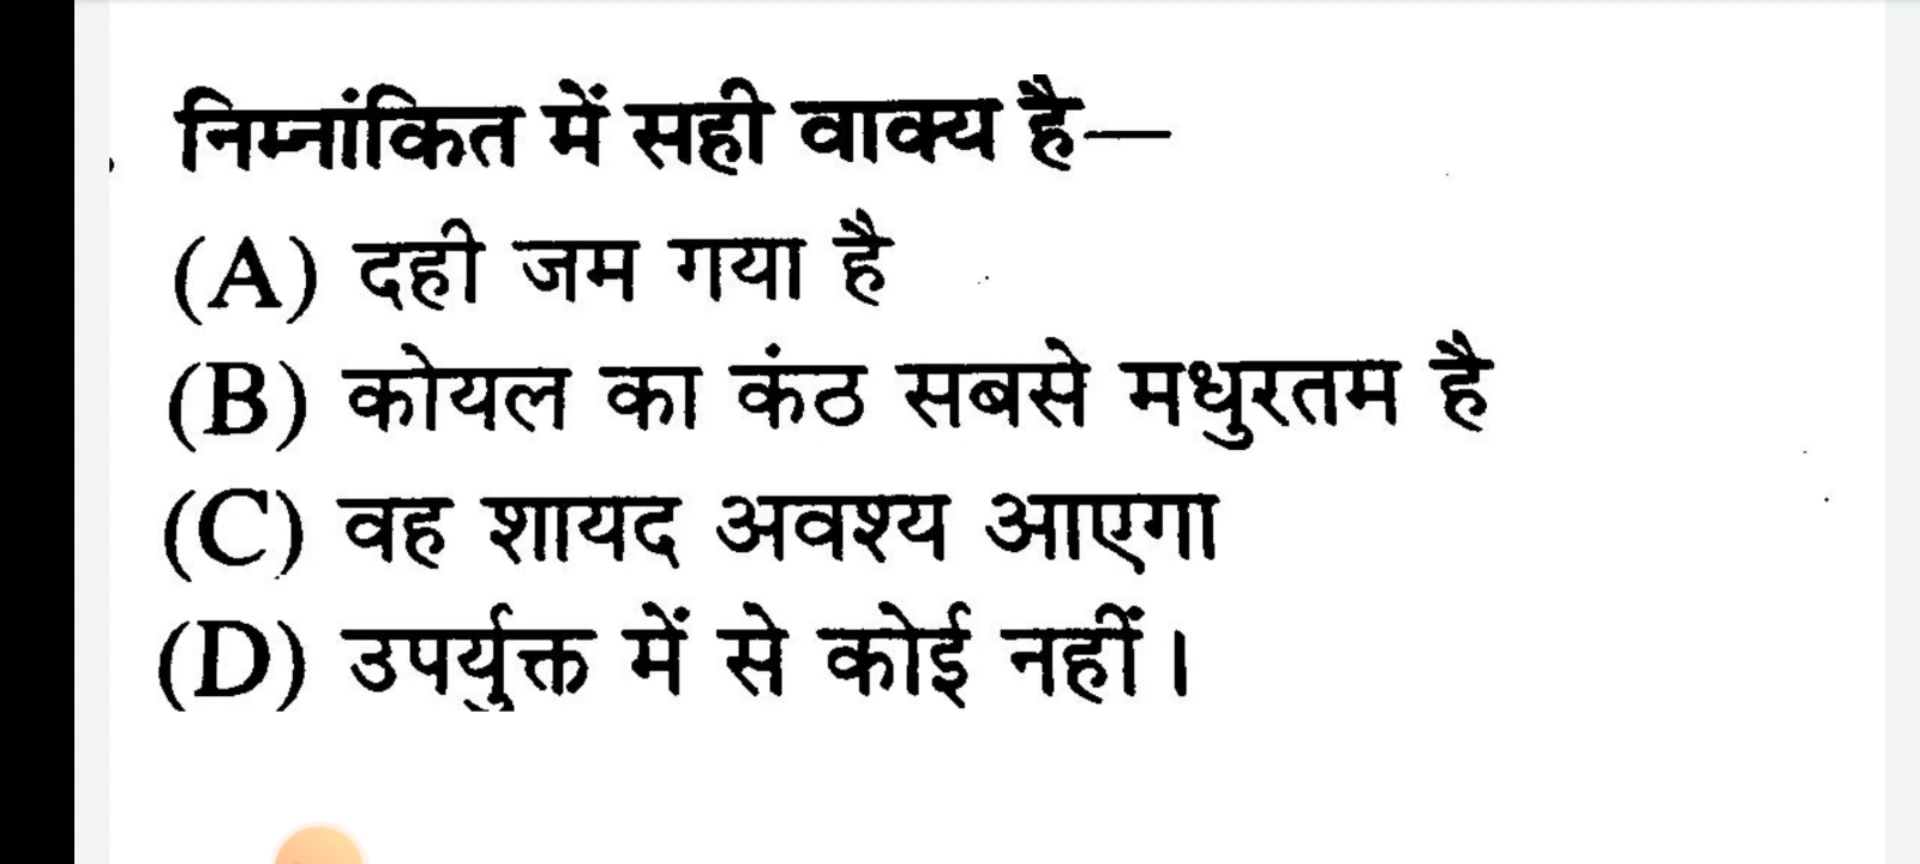 निम्नांकित में सही वाक्य है—
(A) दही जम गया है
(B) कोयल का कंठ सबसे मधुरतम है
(C) वह शायद अवश्य आएगा
(D) उपर्युक्त में से कोई नहीं।